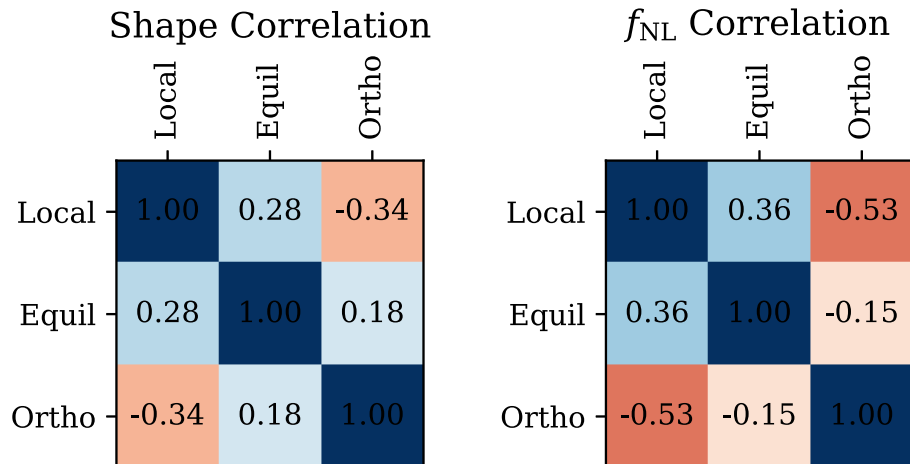 Shape Correlation
Local Equil Ortho
Local 1.00 0.28 -0.34
Equil 0.28 1.00 0.18
Ortho -0.34 0.18 1.00
f_NL Correlation
Local Equil Ortho
Local 1.00 0.36 -0.53
Equil 0.36 1.00 -0.15
Ortho -0.53 -0.15 1.00